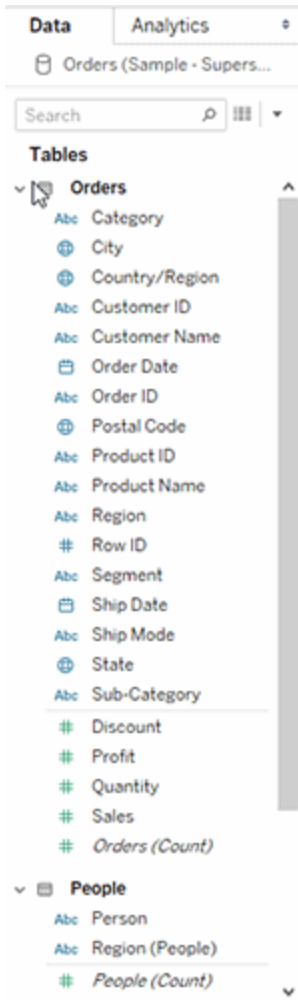 Data Analytics
Orders (Sample - Supers...
Search
Tables
Orders
Abc Category
City
Country/Region
Abc Customer ID
Abc Customer Name
Order Date
Abc Order ID
Postal Code
Abc Product ID
Abc Product Name
Abc Region
# Row ID
Abc Segment
Ship Date
Abc Ship Mode
State
Abc Sub-Category
# Discount
# Profit
# Quantity
# Sales
# Orders (Count)
People
Abc Person
Abc Region (People)
# People (Count)